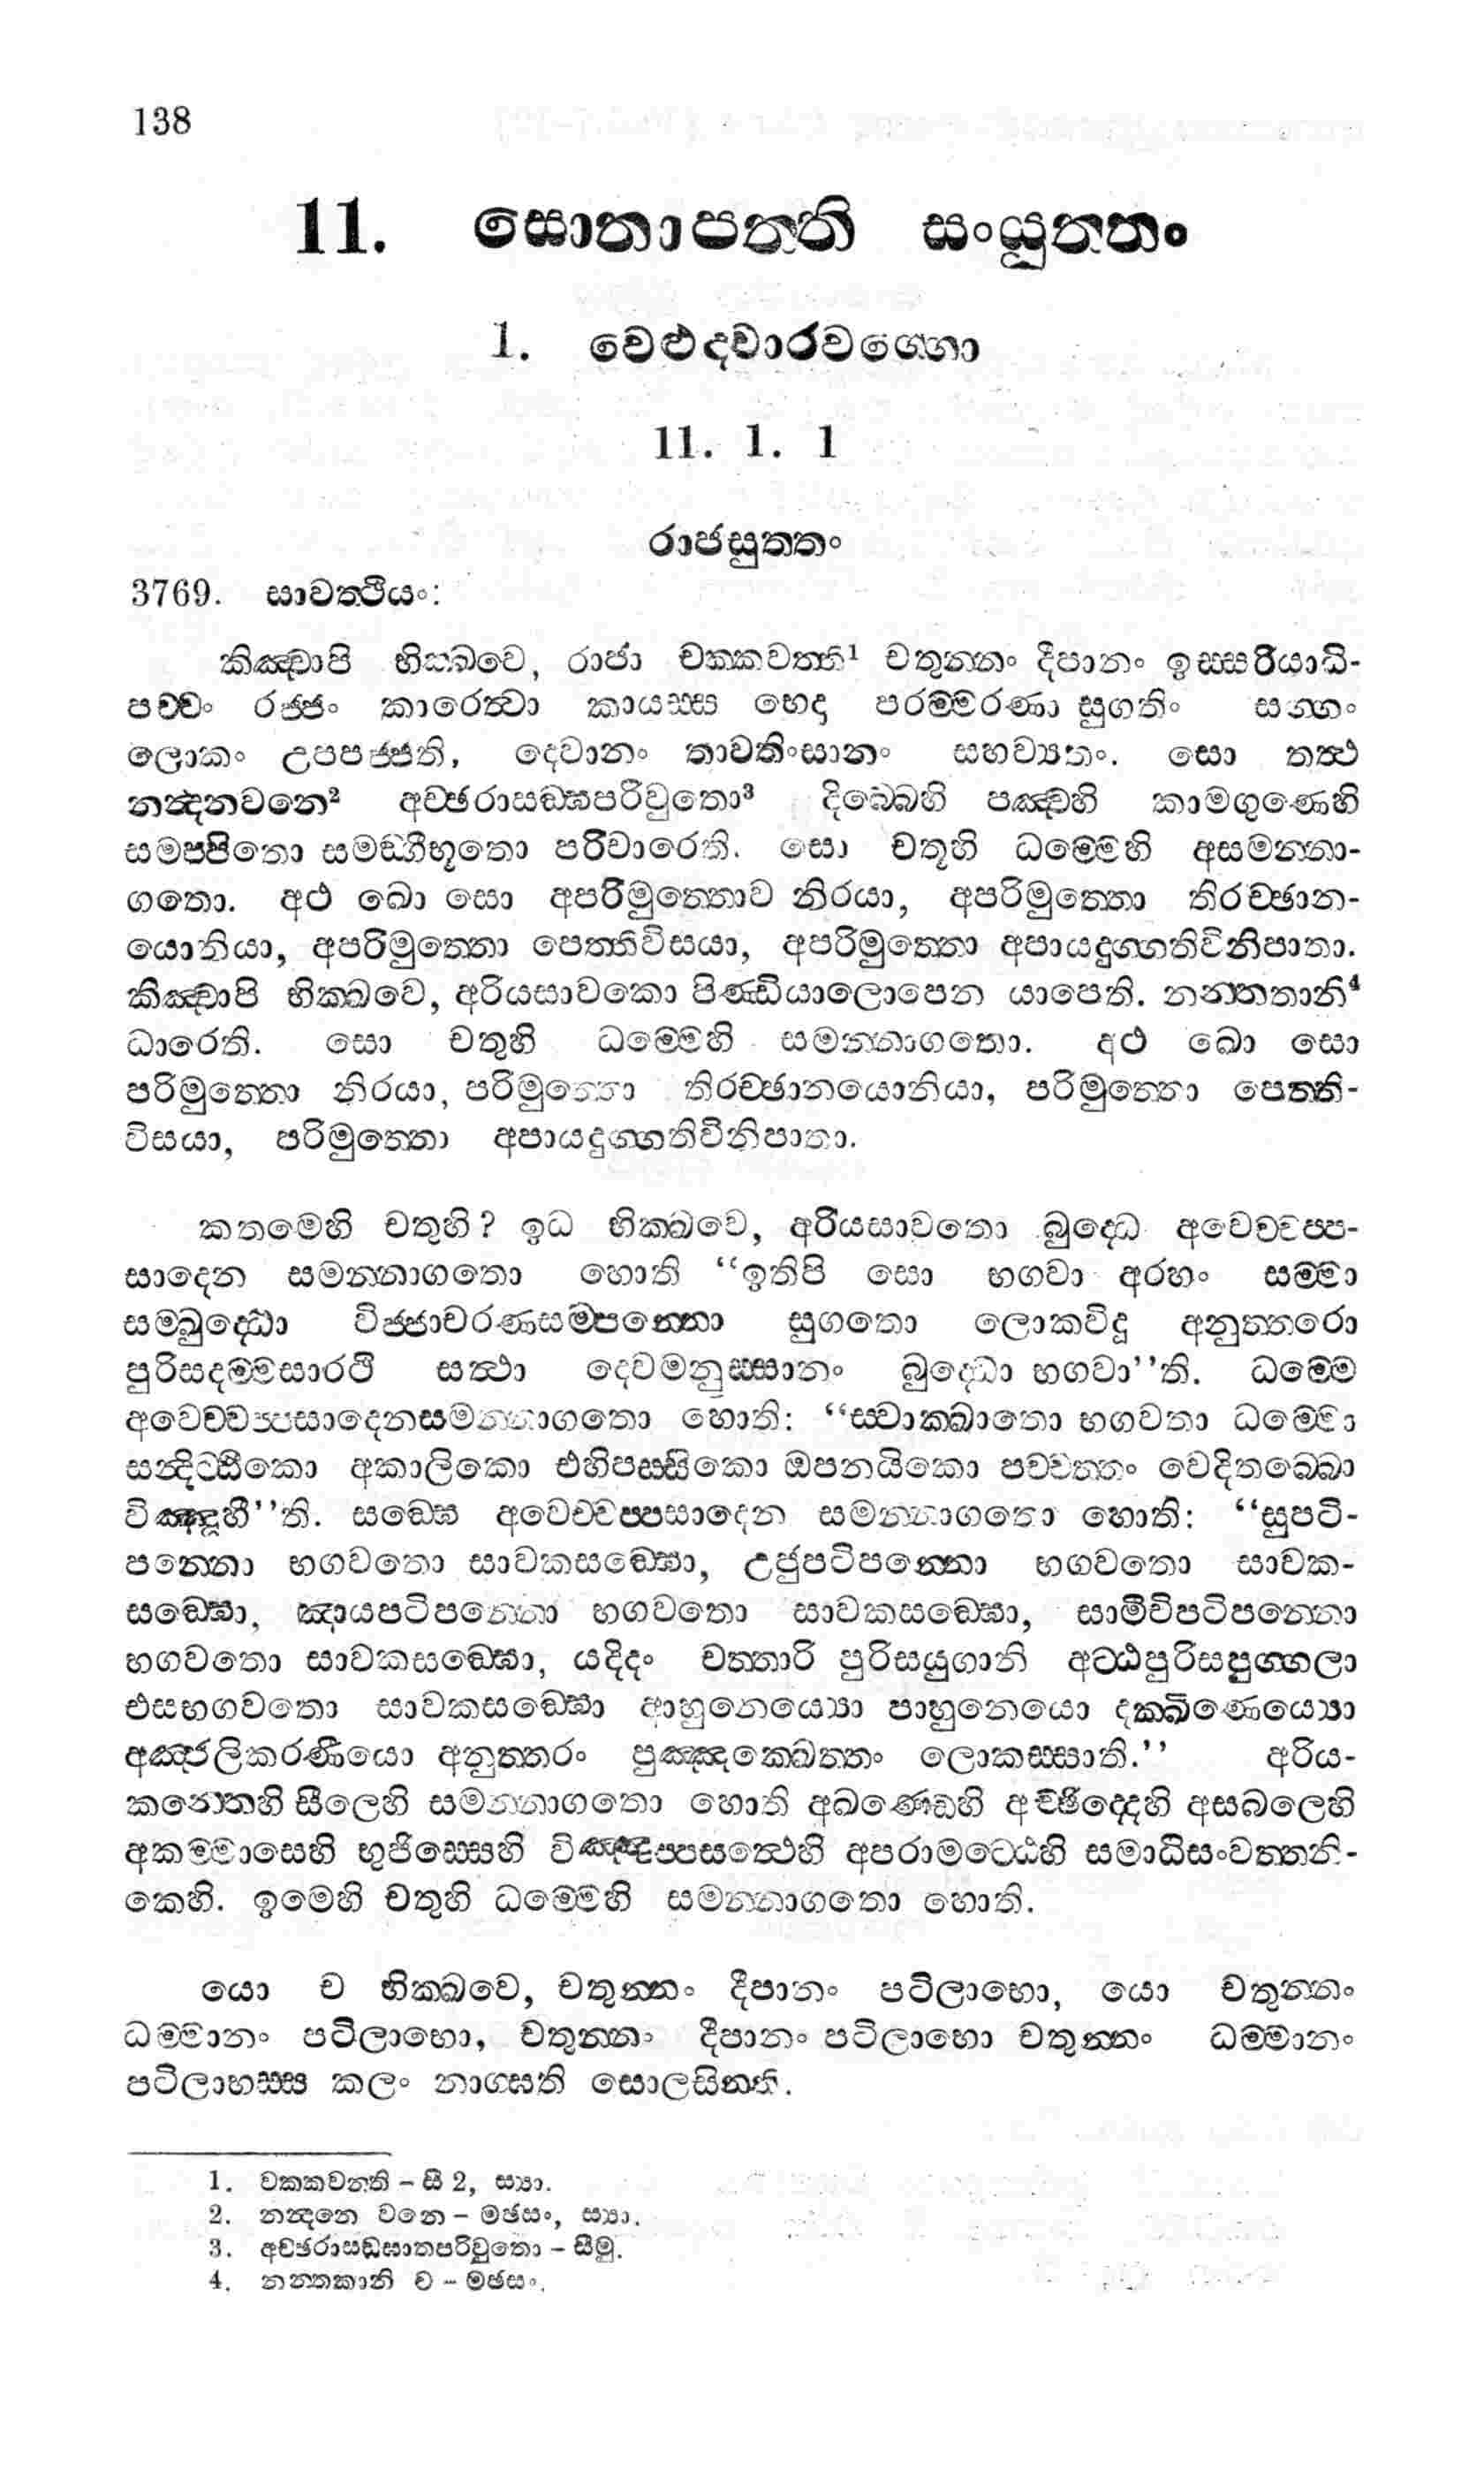 138
11. සොතාපත්ති සංයුත්තං
1. වෙළුද්වාරවග්ගො
11. 1. 1
රාජසුත්තං
3769. සාවත්ථියං:
කිඤ්චාපි භික්ඛවෙ, රාජා චක්කවත්ති¹ චතුන්නං දීපානං ඉස්සරියාධි-
පච්චං රජ්ජං කාරෙත්වා කායස්ස භෙදා පරම්මරණා සුගතිං සග්ගං
ලොකං උපපජ්ජති, දෙවානං තාවතිංසානං සහව්‍යතං. සො තත්ථ
නන්දනවනෙ² අච්ඡරාසඞ්ඝපරිවුතො³ දිබ්බෙහි පඤ්චහි කාමගුණෙහි
සමප්පිතො සමඞ්ගීභූතො පරිචාරෙති. සො චතූහි ධම්මෙහි අසමන්නා-
ගතො. අථ ඛො සො අපරිමුත්තොව නිරයා, අපරිමුත්තො තිරච්ඡාන-
යොනියා, අපරිමුත්තො පෙත්තිවිසයා, අපරිමුත්තො අපායදුග්ගතිවිනිපාතා.
කිඤ්චාපි භික්ඛවෙ, අරියසාවකො පිණ්ඩියාලොපෙන යාපෙති. නන්තතානි⁴
ධාරෙති. සො චතුහි ධම්මෙහි සමන්නාගතො. අථ ඛො සො
පරිමුත්තො නිරයා, පරිමුත්තො තිරච්ඡානයොනියා, පරිමුත්තො පෙත්ති-
විසයා, පරිමුත්තො අපායදුග්ගතිවිනිපාතා.
කතමෙහි චතුහි? ඉධ භික්ඛවෙ, අරියසාවතො බුද්ධෙ අවෙච්චප්ප-
සාදෙන සමන්නාගතො හොති “ඉතිපි සො භගවා අරහං සම්මා
සම්බුද්ධො විජ්ජාචරණසම්පන්නො සුගතො ලොකවිදූ අනුත්තරො
පුරිසදම්මසාරථි සත්ථා දෙවමනුස්සානං බුද්ධො භගවා”ති. ධම්මෙ
අවෙච්චප්පසාදෙනසමන්නාගතො හොති: “ස්වාක්ඛාතො භගවතා ධම්මො
සන්දිට්ඨිකො අකාලිකො එහිපස්සිකො ඔපනයිකො පච්චත්තං වෙදිතබ්බො
විඤ්ඤූහී”ති. සඞ්ඝෙ අවෙච්චප්පසාදෙන සමන්නාගතො හොති: “සුපටි-
පන්නො භගවතො සාවකසඞ්ඝො, උජුපටිපන්නො භගවතො සාවක-
සඞ්ඝො, ඤායපටිපන්නො භගවතො සාවකසඞ්ඝො, සාමීචිපටිපන්නො
භගවතො සාවකසඞ්ඝො, යදිදං චත්තාරි පුරිසයුගානි අට්ඨපුරිසපුග්ගලා
එසභගවතො සාවකසඞ්ඝො ආහුනෙය්‍යො පාහුනෙයො දක්ඛිණෙය්‍යො
අඤ්ජලිකරණීයො අනුත්තරං පුඤ්ඤක්ඛෙත්තං ලොකස්සාති.” අරිය-
කන්තෙහි සීලෙහි සමන්නාගතො හොති අඛණ්ඩෙහි අච්ඡිද්දෙහි අසබලෙහි
අකම්මාසෙහි භුජිස්සෙහි විඤ්ඤුප්පසත්ථෙහි අපරාමට්ඨෙහි සමාධිසංවත්තනි-
කෙහි. ඉමෙහි චතුහි ධම්මෙහි සමන්නාගතො හොති.
යො ච භික්ඛවෙ, චතුන්නං දීපානං පටිලාභො, යො චතුන්නං
ධම්මානං පටිලාභො, චතුන්නං දීපානං පටිලාභො චතුන්නං ධම්මානං
පටිලාභස්ස කලං නාග්ඝති සොලසින්ති.
1. චක්කවත්ති – සී 2, ස්‍යා.
2. නන්දනෙ වනෙ – මඡසං, ස්‍යා.
3. අච්ඡරාසඞ්ඝාතපරිවුතො – සීමු.
4. නන්තකානි ච – මඡසං.